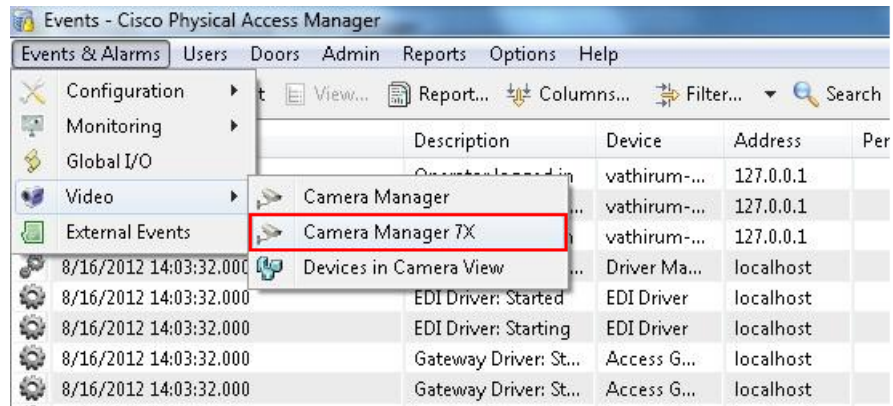 Events - Cisco Physical Access Manager
Events & Alarms Users Doors Admin Reports Options Help
Configuration t View... Report... Columns... Filter... Search
Monitoring
Description Device Address Per
Global I/O
Operator logged in vathirum-... 127.0.0.1
Video Camera Manager ... vathirum-... 127.0.0.1
External Events Camera Manager 7X vathirum-... 127.0.0.1
8/16/2012 14:03:32.000 Devices in Camera View ... Driver Ma... localhost
8/16/2012 14:03:32.000 EDI Driver: Started EDI Driver localhost
8/16/2012 14:03:32.000 EDI Driver: Starting EDI Driver localhost
8/16/2012 14:03:32.000 Gateway Driver: St... Access G... localhost
8/16/2012 14:03:32.000 Gateway Driver: St... Access G... localhost